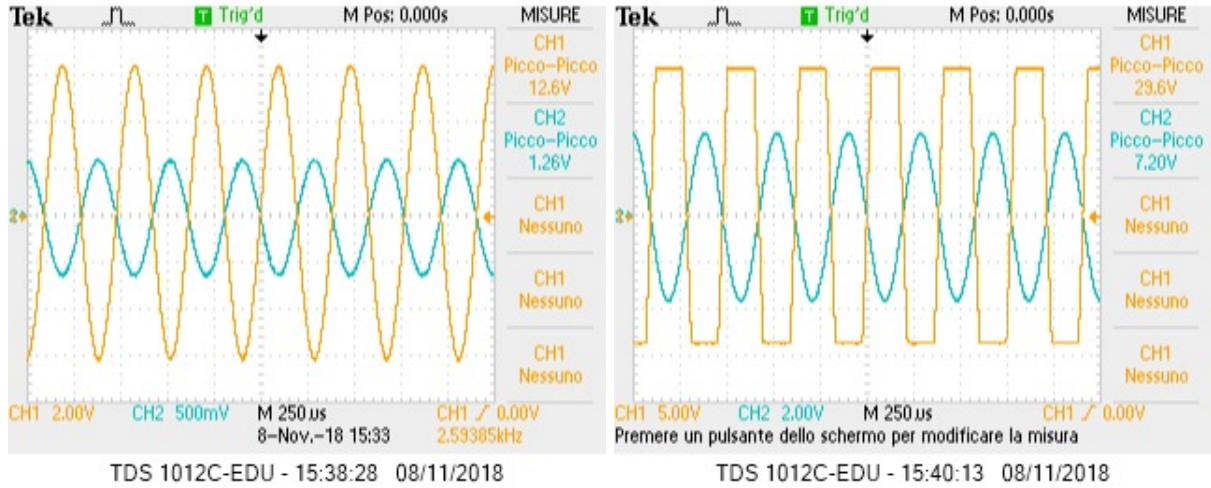 Tek T Trig'd M Pos: 0.000s MISURE
CH1
Picco-Picco
12.6V
CH2
Picco-Picco
1.26V
CH1
Nessuno
CH1
Nessuno
CH1
Nessuno
2
CH1 2.00V CH2 500mV M 250µs CH1 0.00V
8-Nov.-18 15:33 2.59385kHz
TDS 1012C-EDU - 15:38:28 08/11/2018
Tek T Trig'd M Pos: 0.000s MISURE
CH1
Picco-Picco
29.6V
CH2
Picco-Picco
7.20V
CH1
Nessuno
CH1
Nessuno
CH1
Nessuno
2
CH1 5.00V CH2 2.00V M 250µs CH1 0.00V
Premere un pulsante dello schermo per modificare la misura
TDS 1012C-EDU - 15:40:13 08/11/2018